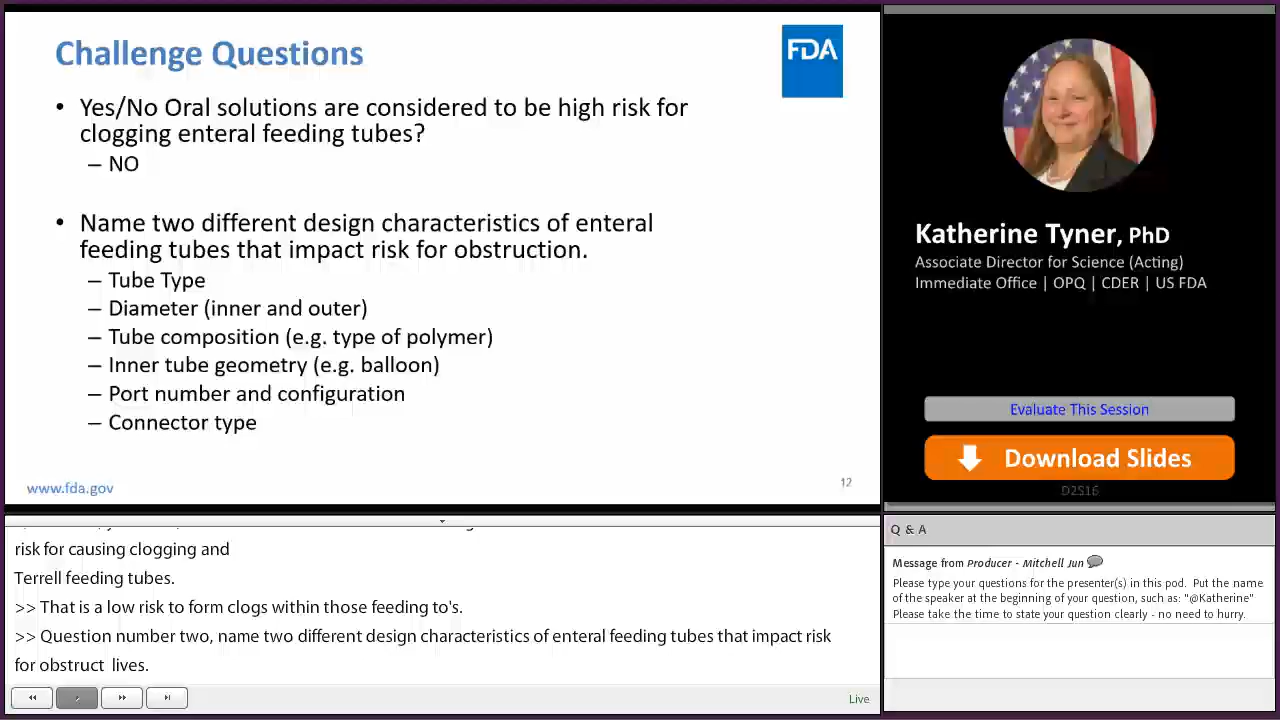 Challenge Questions
FDA
• Yes/No Oral solutions are considered to be high risk for
clogging enteral feeding tubes?
– NO
• Name two different design characteristics of enteral
feeding tubes that impact risk for obstruction.
– Tube Type
– Diameter (inner and outer)
– Tube composition (e.g. type of polymer)
– Inner tube geometry (e.g. balloon)
– Port number and configuration
– Connector type
www.fda.gov
12
Katherine Tyner, PhD
Associate Director for Science (Acting)
Immediate Office | OPQ | CDER | US FDA
Evaluate This Session
Download Slides
D2S16
risk for causing clogging and
Terrell feeding tubes.
>> That is a low risk to form clogs within those feeding to's.
>> Question number two, name two different design characteristics of enteral feeding tubes that impact risk
for obstruct lives.
Live
Q & A
Message from Producer - Mitchell Jun
Please type your questions for the presenter(s) in this pod. Put the name
of the speaker at the beginning of your question, such as: "@Katherine"
Please take the time to state your question clearly - no need to hurry.